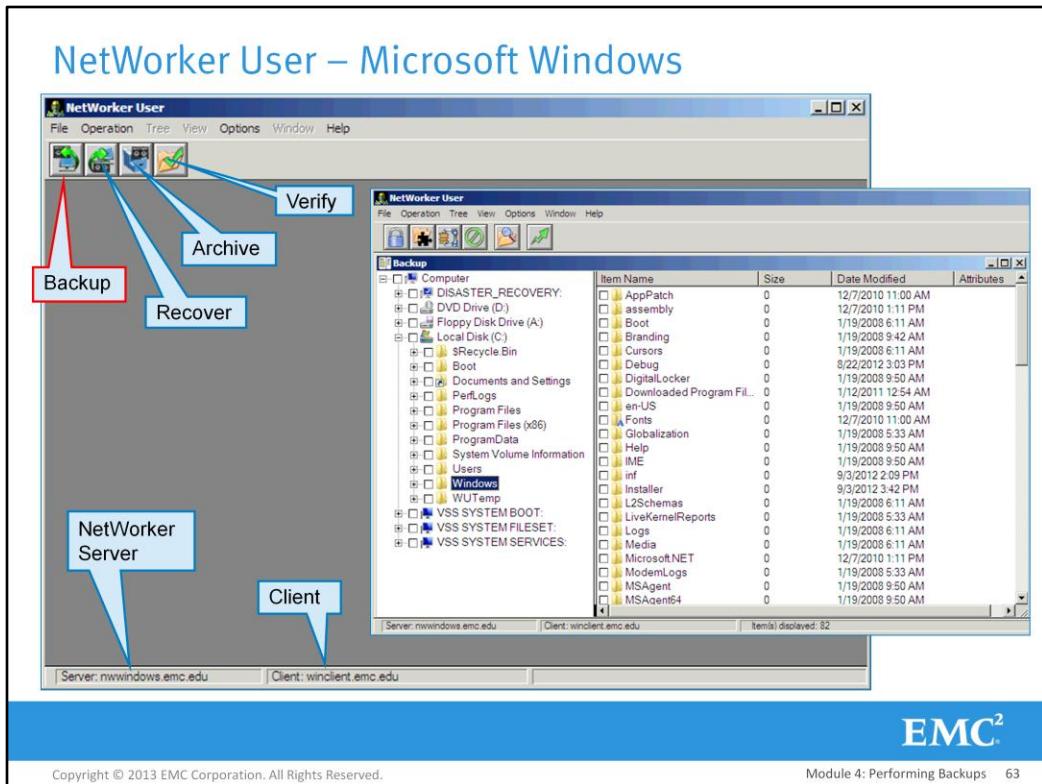 NetWorker User – Microsoft Windows
NetWorker User
File Operation Tree View Options Window Help
Verify
Archive
Backup
Recover
NetWorker
Server
Client
Server: nwwindows.emc.edu Client: winclient.emc.edu
NetWorker User
File Operation Tree View Options Window Help
Backup
Computer
DISASTER_RECOVERY:
DVD Drive (D:)
Floppy Disk Drive (A:)
Local Disk (C:)
$Recycle.Bin
Boot
Documents and Settings
PerfLogs
Program Files
Program Files (x86)
ProgramData
System Volume Information
Users
Windows
WUTemp
VSS SYSTEM BOOT:
VSS SYSTEM FILESET:
VSS SYSTEM SERVICES:
Item Name Size Date Modified Attributes
AppPatch 0 12/7/2010 11:00 AM
assembly 0 12/7/2010 1:11 PM
Boot 0 1/19/2008 6:11 AM
Branding 0 1/19/2008 9:42 AM
Cursors 0 1/19/2008 6:11 AM
Debug 0 8/22/2012 3:03 PM
DigitalLocker 0 1/19/2008 9:50 AM
Downloaded Program Fil... 0 1/12/2011 12:54 AM
en-US 0 1/19/2008 9:50 AM
Fonts 0 12/7/2010 11:00 AM
Globalization 0 1/19/2008 5:33 AM
Help 0 1/19/2008 9:50 AM
IME 0 1/19/2008 9:50 AM
inf 0 9/3/2012 2:09 PM
Installer 0 9/3/2012 3:42 PM
L2Schemas 0 1/19/2008 6:11 AM
LiveKernelReports 0 1/19/2008 5:33 AM
Logs 0 1/19/2008 6:11 AM
Media 0 1/19/2008 6:11 AM
Microsoft.NET 0 12/7/2010 1:11 PM
ModemLogs 0 1/19/2008 5:33 AM
MSAgent 0 1/19/2008 9:50 AM
MSAgent64 0 1/19/2008 9:50 AM
Server: nwwindows.emc.edu Client: winclient.emc.edu Item(s) displayed: 82
EMC²
Copyright © 2013 EMC Corporation. All Rights Reserved.
Module 4: Performing Backups 63